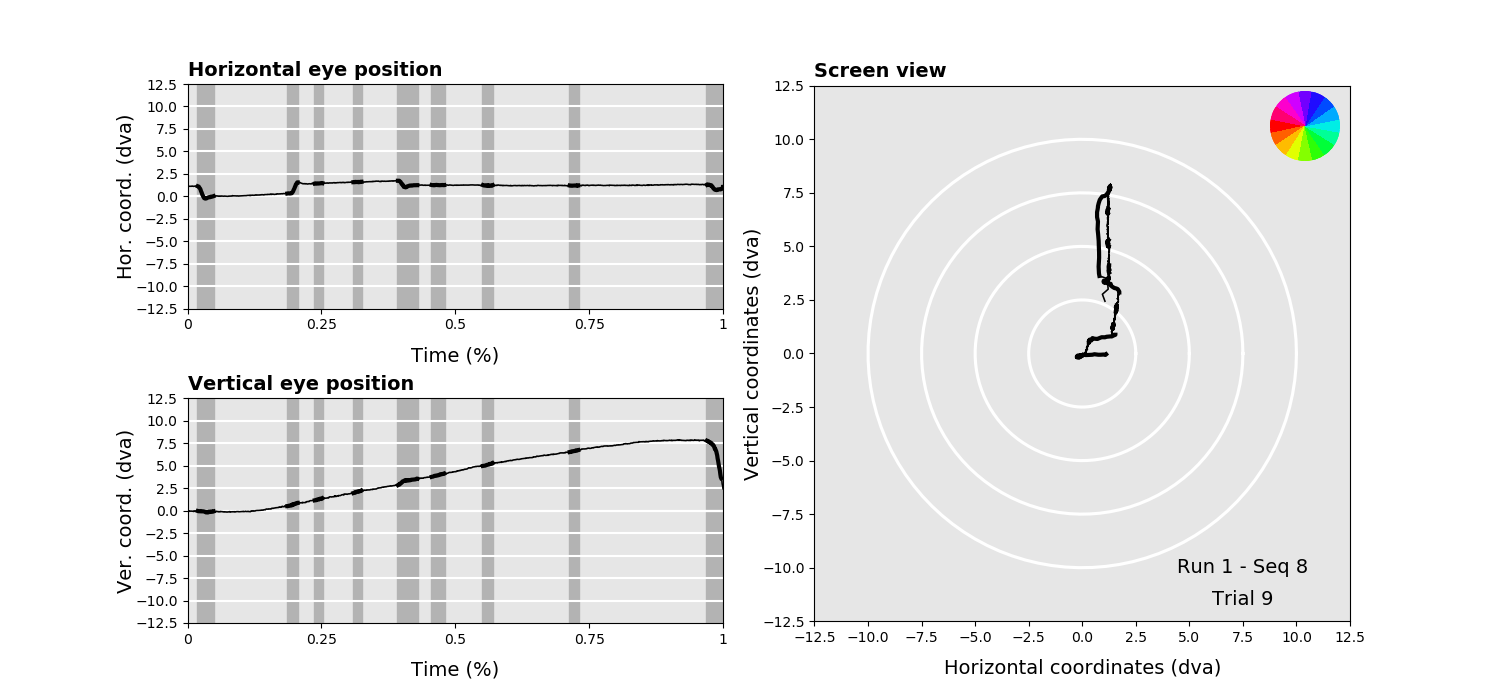 Horizontal eye position
12.5
10.0
7.5
5.0
2.5
0.0
−2.5
−5.0
−7.5
−10.0
−12.5
Hor. coord. (dva)
0 0.25 0.5 0.75 1
Time (%)
Vertical eye position
12.5
10.0
7.5
5.0
2.5
0.0
−2.5
−5.0
−7.5
−10.0
−12.5
Ver. coord. (dva)
0 0.25 0.5 0.75 1
Time (%)
Screen view
12.5
10.0
7.5
5.0
2.5
0.0
−2.5
−5.0
−7.5
−10.0
−12.5
Vertical coordinates (dva)
Run 1 - Seq 8
Trial 9
−12.5 −10.0 −7.5 −5.0 −2.5 0.0 2.5 5.0 7.5 10.0 12.5
Horizontal coordinates (dva)